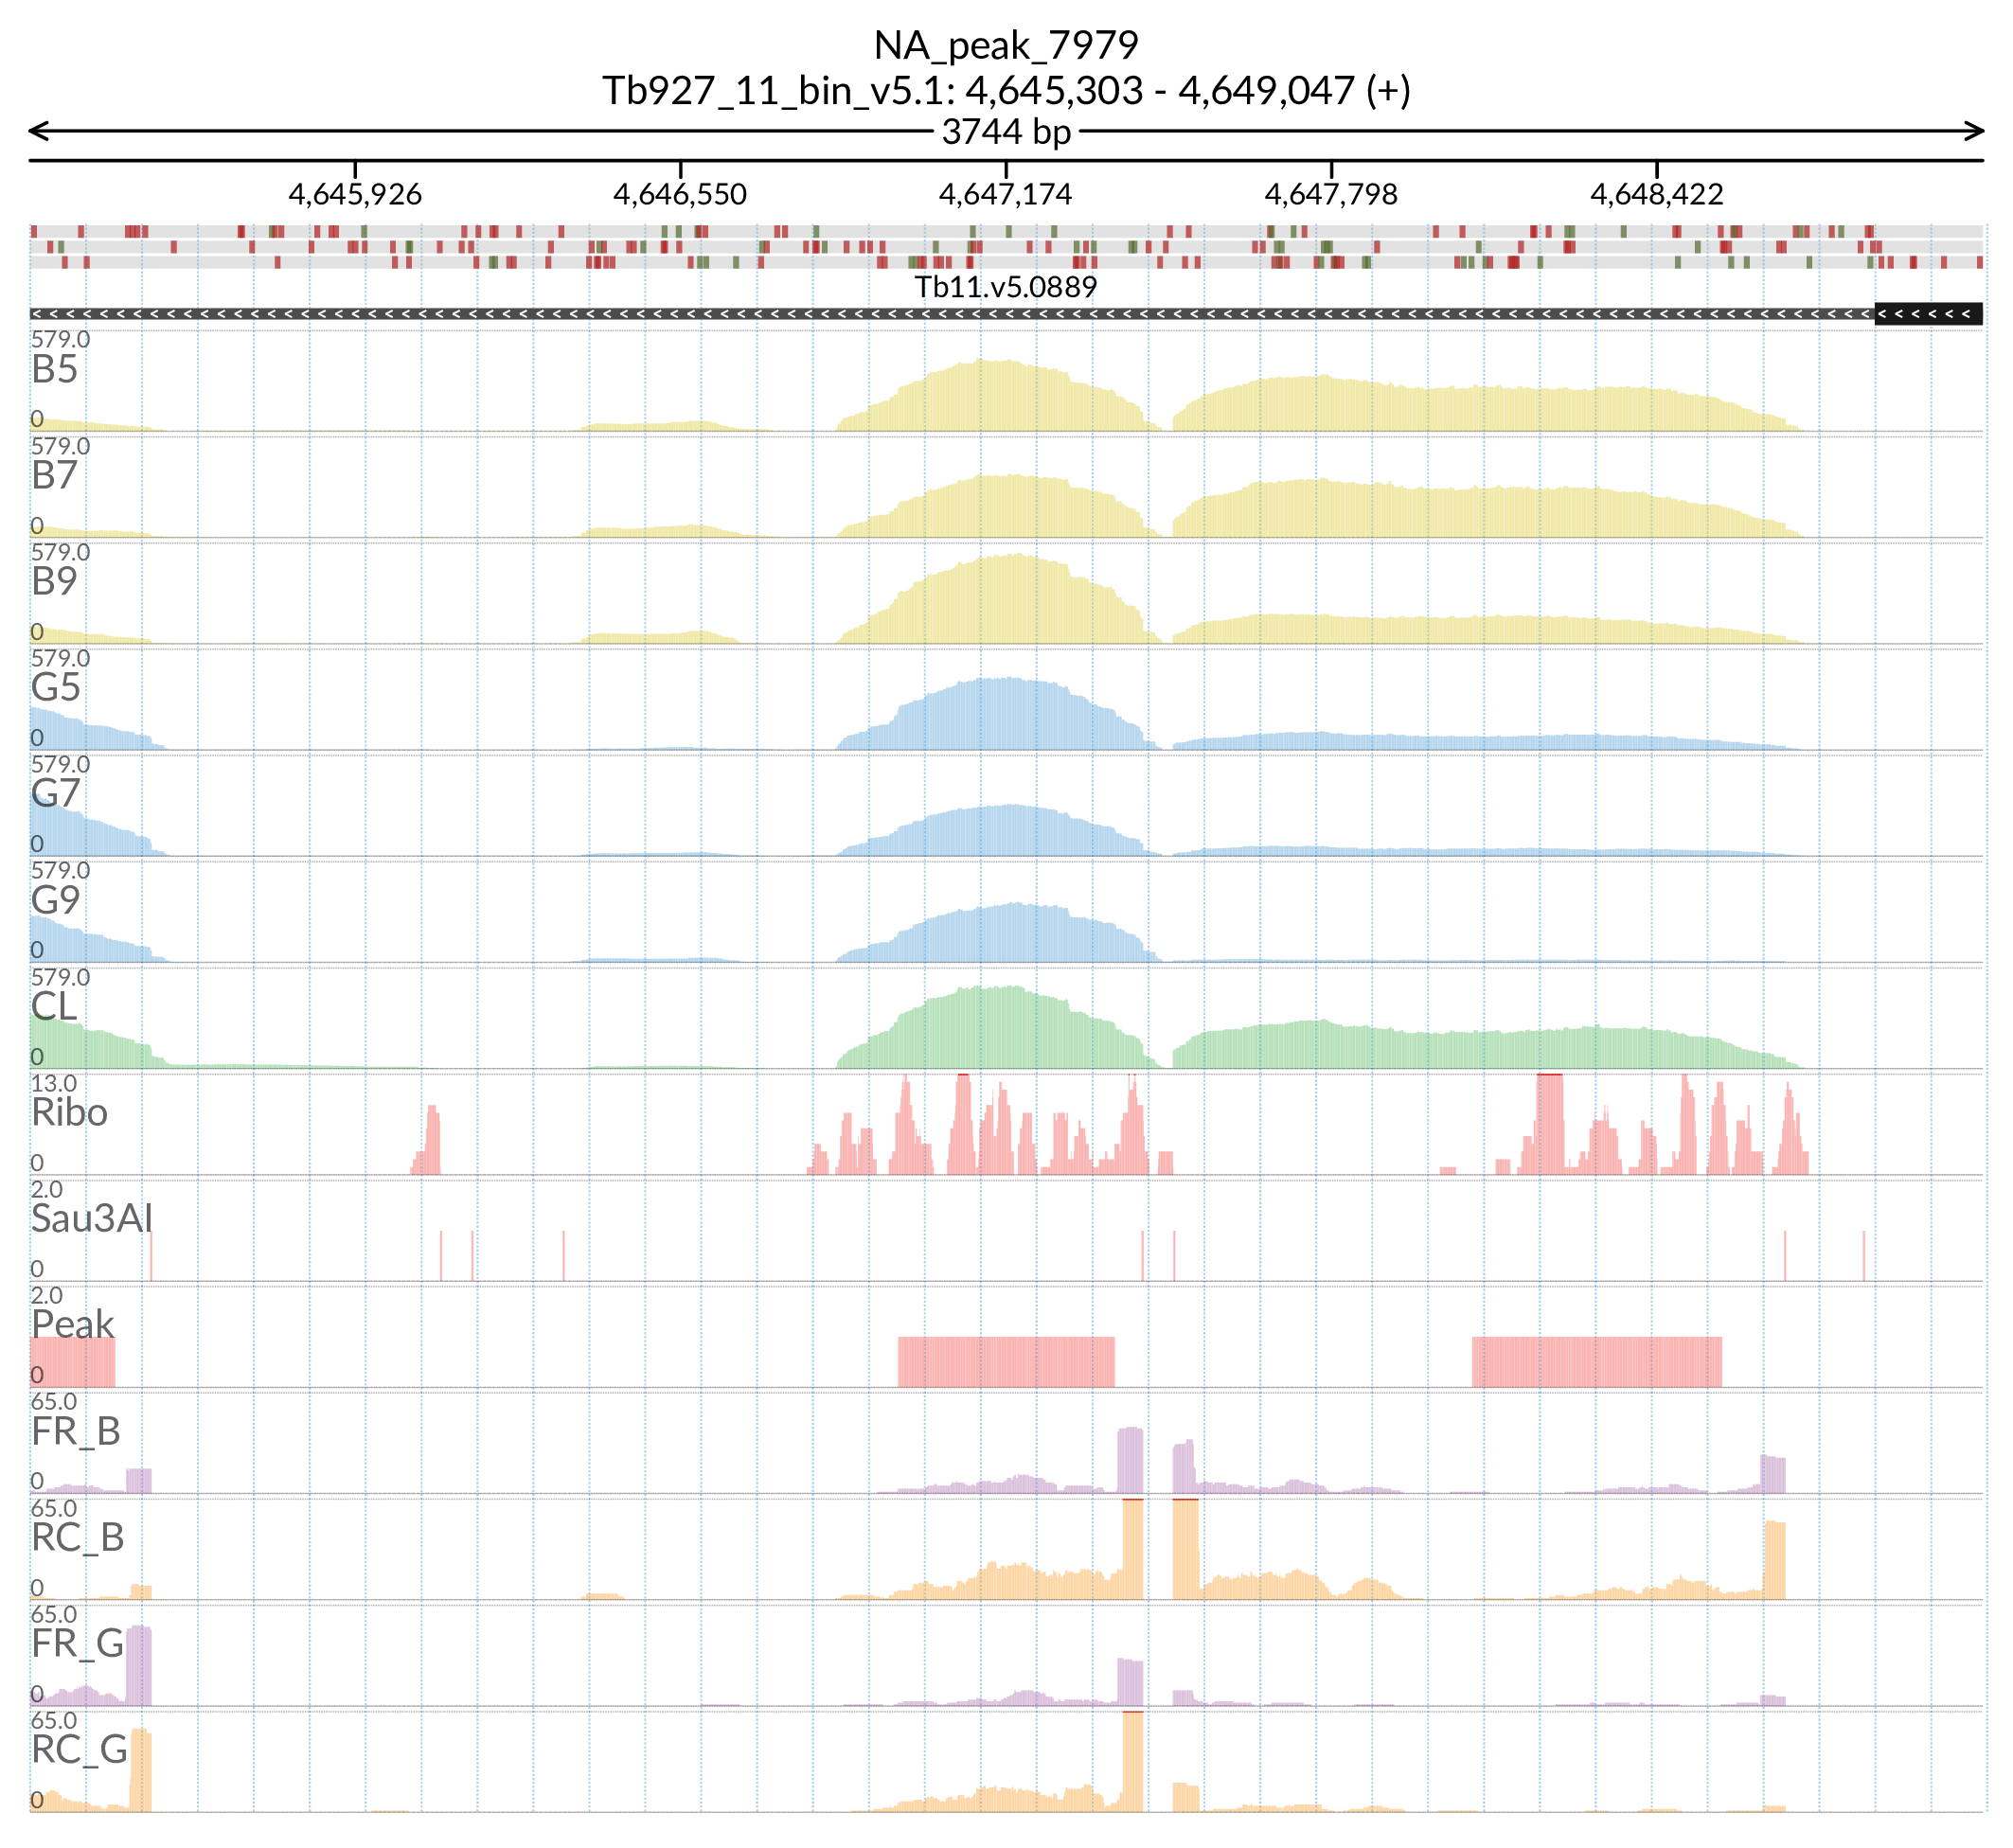 NA_peak_7979
Tb927_11_bin_v5.1: 4,645,303 - 4,649,047 (+)
3744 bp
4,645,926 4,646,550 4,647,174 4,647,798 4,648,422
Tb11.v5.0889
579.0
B5
0
579.0
B7
0
579.0
B9
0
579.0
G5
0
579.0
G7
0
579.0
G9
0
579.0
CL
0
13.0
Ribo
0
2.0
Sau3AI
0
2.0
Peak
0
65.0
FR_B
0
65.0
RC_B
0
65.0
FR_G
0
65.0
RC_G
0